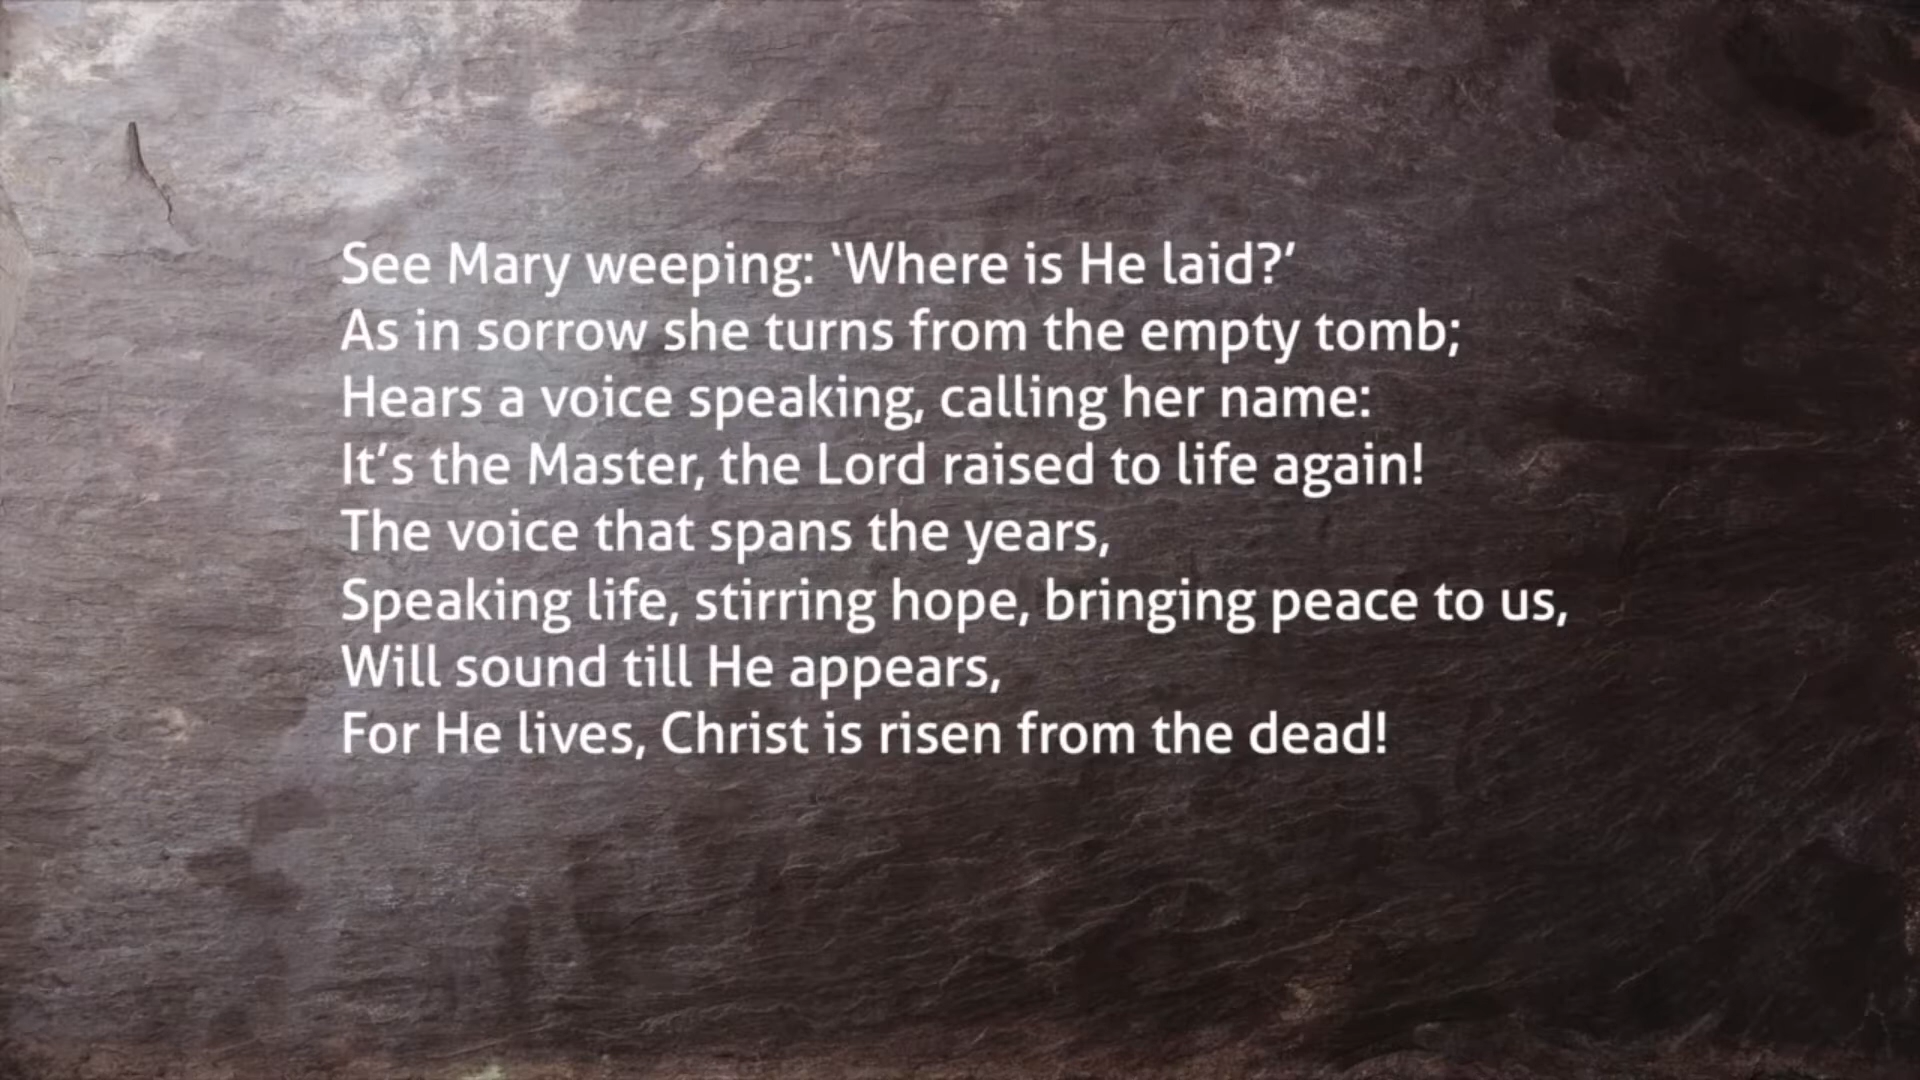 See Mary weeping: ‘Where is He laid?’
As in sorrow she turns from the empty tomb;
Hears a voice speaking, calling her name:
It’s the Master, the Lord raised to life again!
The voice that spans the years,
Speaking life, stirring hope, bringing peace to us,
Will sound till He appears,
For He lives, Christ is risen from the dead!